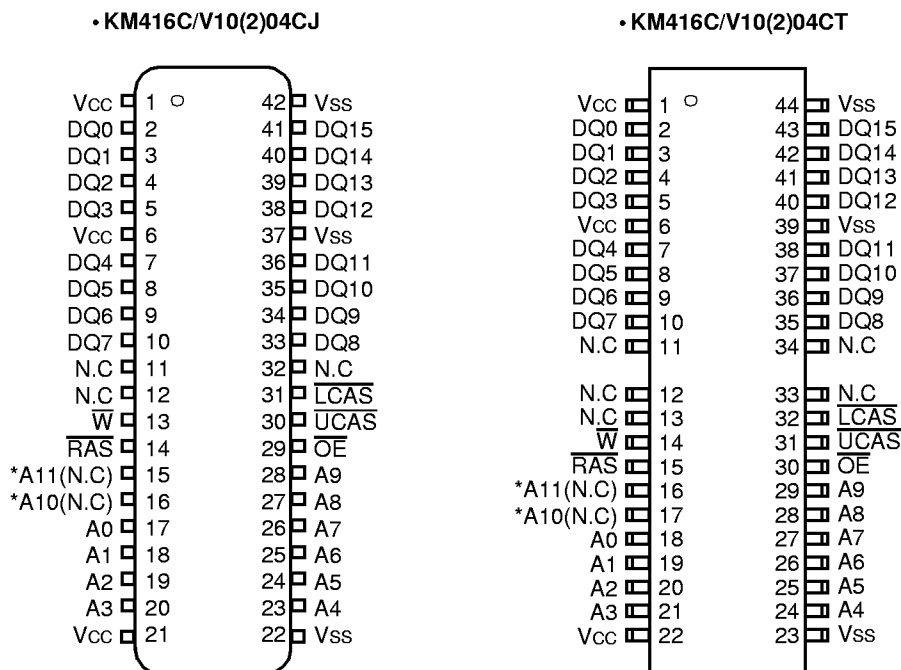 • KM416C/V10(2)04CJ
VCC 1 42 VSS
DQ0 2 41 DQ15
DQ1 3 40 DQ14
DQ2 4 39 DQ13
DQ3 5 38 DQ12
VCC 6 37 VSS
DQ4 7 36 DQ11
DQ5 8 35 DQ10
DQ6 9 34 DQ9
DQ7 10 33 DQ8
N.C 11 32 N.C
N.C 12 31 LCAS
W 13 30 UCAS
RAS 14 29 OE
*A11(N.C) 15 28 A9
*A10(N.C) 16 27 A8
A0 17 26 A7
A1 18 25 A6
A2 19 24 A5
A3 20 23 A4
VCC 21 22 VSS
• KM416C/V10(2)04CT
VCC 1 44 VSS
DQ0 2 43 DQ15
DQ1 3 42 DQ14
DQ2 4 41 DQ13
DQ3 5 40 DQ12
VCC 6 39 VSS
DQ4 7 38 DQ11
DQ5 8 37 DQ10
DQ6 9 36 DQ9
DQ7 10 35 DQ8
N.C 11 34 N.C
N.C 12 33 N.C
N.C 13 32 LCAS
W 14 31 UCAS
RAS 15 30 OE
*A11(N.C) 16 29 A9
*A10(N.C) 17 28 A8
A0 18 27 A7
A1 19 26 A6
A2 20 25 A5
A3 21 24 A4
VCC 22 23 VSS